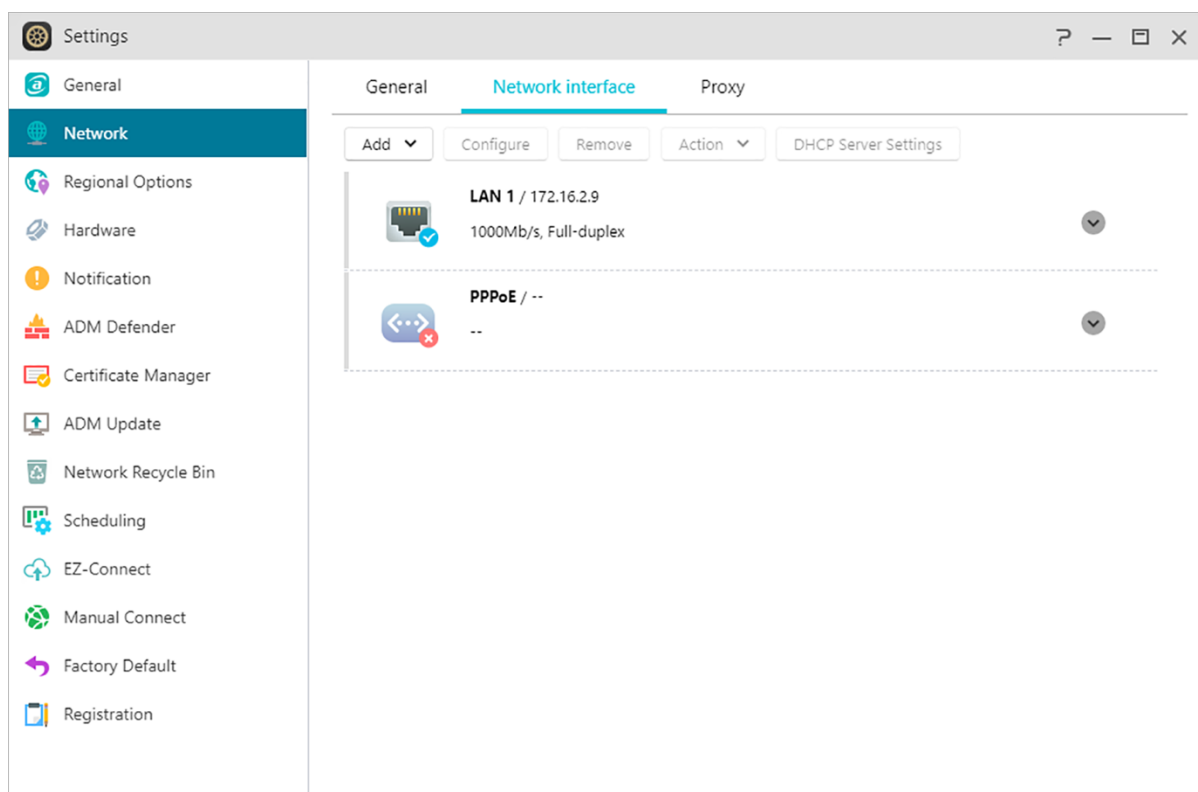 Settings
General
Network
Regional Options
Hardware
Notification
ADM Defender
Certificate Manager
ADM Update
Network Recycle Bin
Scheduling
EZ-Connect
Manual Connect
Factory Default
Registration
General Network interface Proxy
Add Configure Remove Action DHCP Server Settings
LAN 1 / 172.16.2.9
1000Mb/s, Full-duplex
PPPoE / --
--